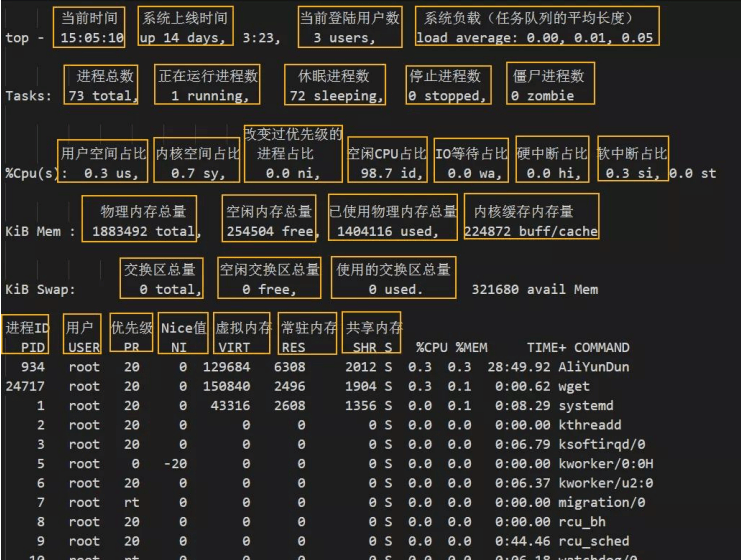 当前时间 系统上线时间 当前登陆用户数 系统负载（任务队列的平均长度）
top - 15:05:10 up 14 days, 3:23, 3 users, load average: 0.00, 0.01, 0.05
进程总数 正在运行进程数 休眠进程数 停止进程数 僵尸进程数
Tasks: 73 total, 1 running, 72 sleeping, 0 stopped, 0 zombie
改变过优先级的
用户空间占比 内核空间占比 进程占比 空闲CPU占比 IO等待占比 硬中断占比 软中断占比
%Cpu(s): 0.3 us, 0.7 sy, 0.0 ni, 98.7 id, 0.0 wa, 0.0 hi, 0.3 si, 0.0 st
物理内存总量 空闲内存总量 已使用物理内存总量 内核缓存内存量
KiB Mem : 1883492 total, 254504 free, 1404116 used, 224872 buff/cache
交换区总量 空闲交换区总量 使用的交换区总量
KiB Swap: 0 total, 0 free, 0 used. 321680 avail Mem
进程ID 用户 优先级 Nice值 虚拟内存 常驻内存 共享内存
PID USER PR NI VIRT RES SHR S %CPU %MEM TIME+ COMMAND
934 root 20 0 129684 6308 2012 S 0.3 0.3 28:49.92 AliYunDun
24717 root 20 0 150840 2496 1904 S 0.3 0.1 0:00.62 wget
1 root 20 0 43316 2608 1356 S 0.0 0.1 0:08.29 systemd
2 root 20 0 0 0 0 S 0.0 0.0 0:00.00 kthreadd
3 root 20 0 0 0 0 S 0.0 0.0 0:06.79 ksoftirqd/0
5 root 0 -20 0 0 0 S 0.0 0.0 0:00.00 kworker/0:0H
6 root 20 0 0 0 0 S 0.0 0.0 0:06.37 kworker/u2:0
7 root rt 0 0 0 0 S 0.0 0.0 0:00.00 migration/0
8 root 20 0 0 0 0 S 0.0 0.0 0:00.00 rcu_bh
9 root 20 0 0 0 0 S 0.0 0.0 0:44.46 rcu_sched
10 root rt 0 0 0 0 S 0.0 0.0 0:06.18 watchdog/0